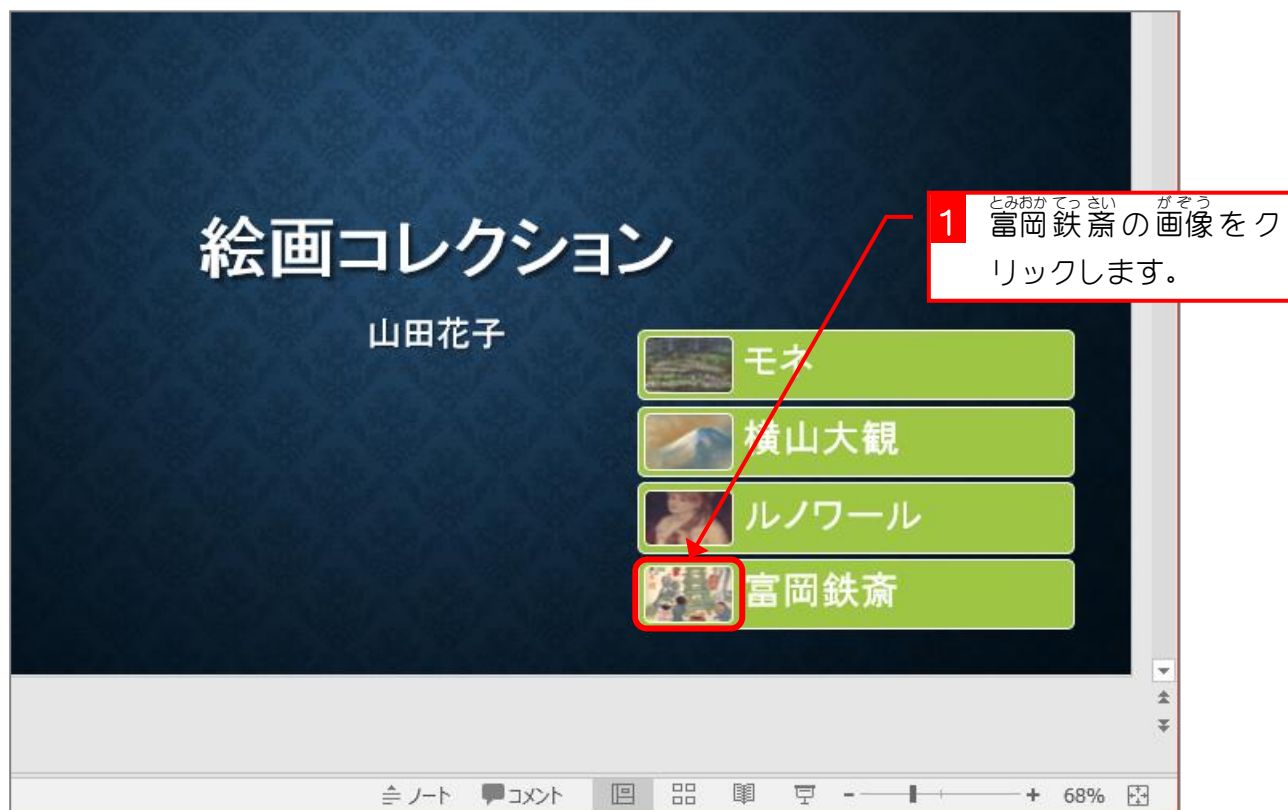 絵画コレクション
山田花子
1
とみおかてっさい がぞう
富岡鉄斎の画像をク
リックします。
モネ
横山大観
ルノワール
富岡鉄斎
ノート コメント 68%